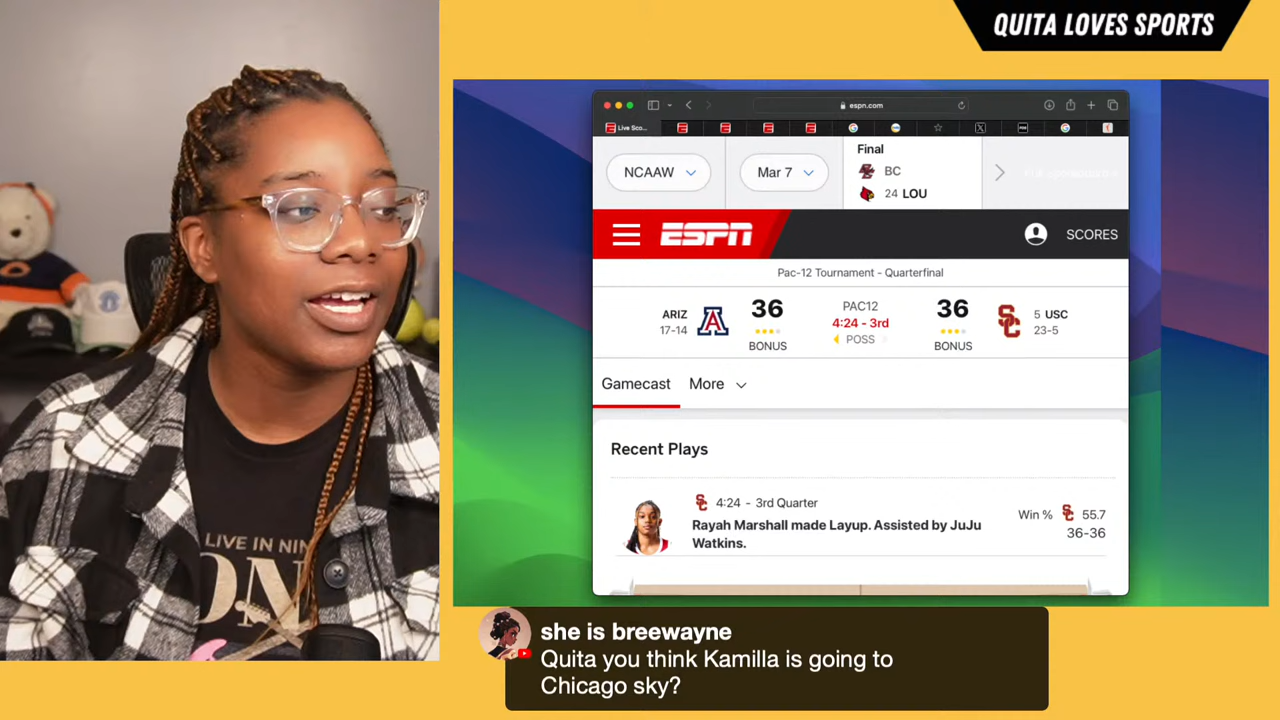 QUITA LOVES SPORTS
espn.com
Live Sco...
NCAAW
Mar 7
Final
BC
24 LOU
ESPN
SCORES
Pac-12 Tournament - Quarterfinal
ARIZ
17-14
36
BONUS
PAC12
4:24 - 3rd
POSS
36
BONUS
5 USC
23-5
Gamecast
More
Recent Plays
4:24 - 3rd Quarter
Rayah Marshall made Layup. Assisted by JuJu
Watkins.
Win %
55.7
36-36
LIVE IN NIN
she is breewayne
Quita you think Kamilla is going to
Chicago sky?